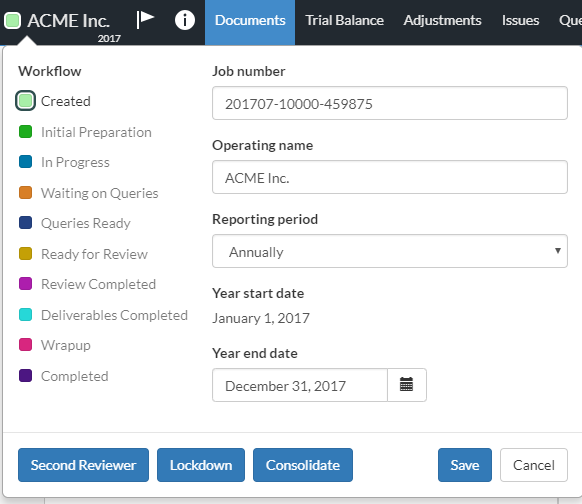 ACME Inc.
2017
Documents
Trial Balance
Adjustments
Issues
Que
Workflow
Created
Initial Preparation
In Progress
Waiting on Queries
Queries Ready
Ready for Review
Review Completed
Deliverables Completed
Wrapup
Completed
Job number
201707-10000-459875
Operating name
ACME Inc.
Reporting period
Annually
Year start date
January 1, 2017
Year end date
December 31, 2017
Second Reviewer
Lockdown
Consolidate
Save
Cancel